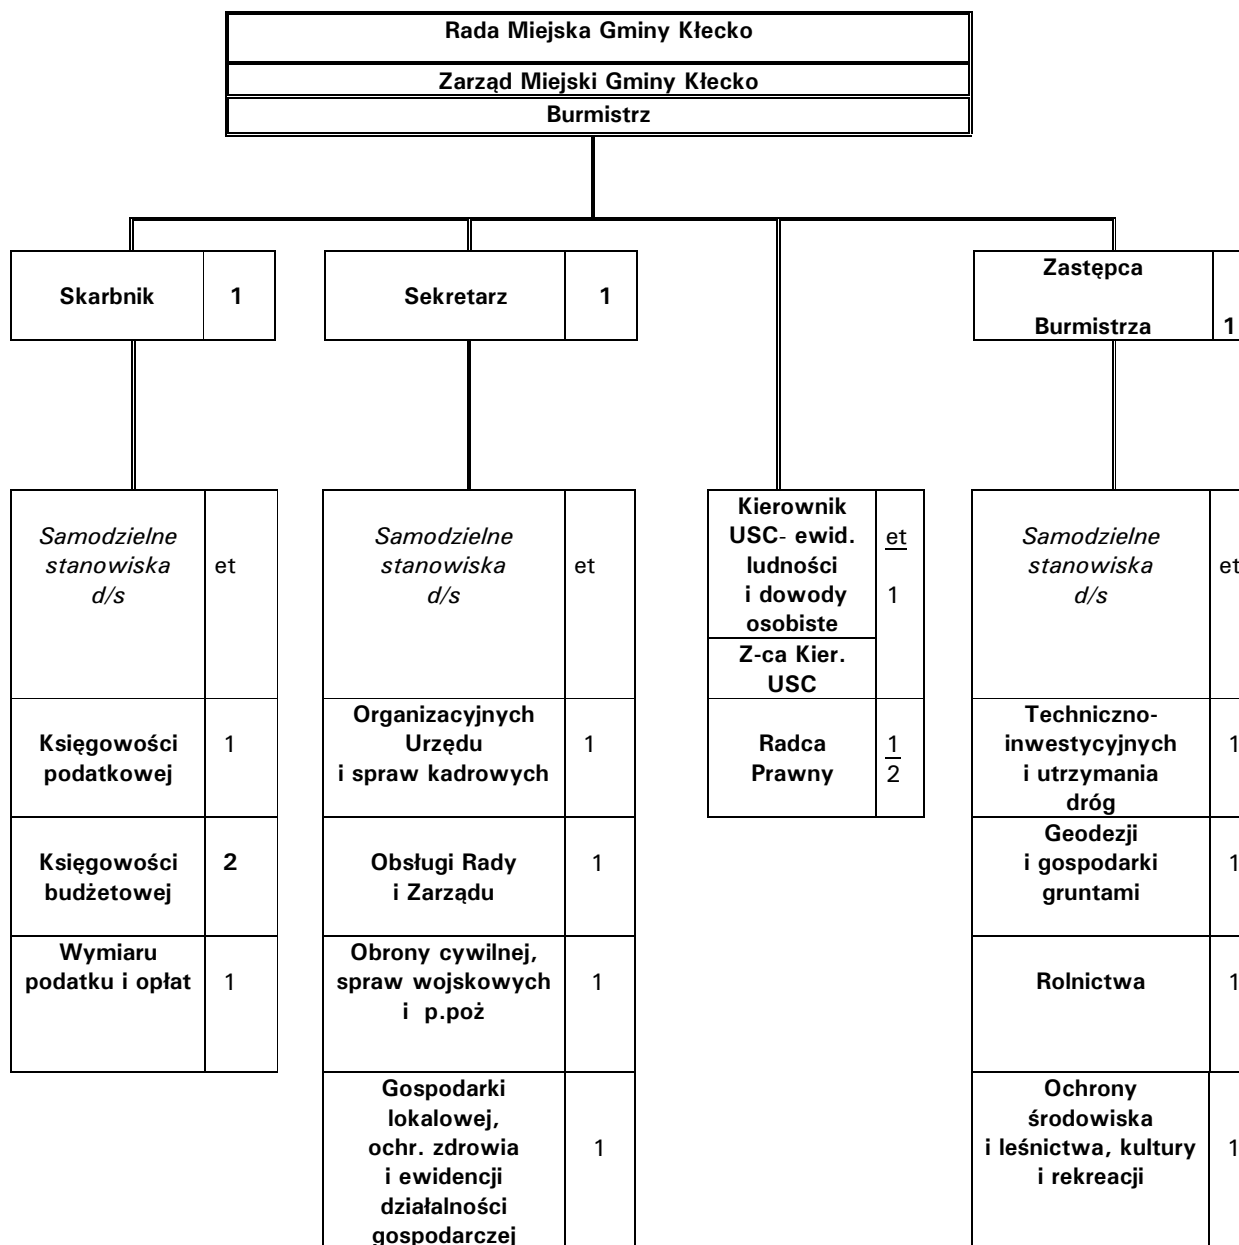 Rada Miejska Gminy Kłecko
Zarząd Miejski Gminy Kłecko
Burmistrz
Skarbnik 1
Sekretarz 1
Zastępca
Burmistrza 1
Samodzielne
stanowiska et
d/s
Księgowości 1
podatkowej
Księgowości 2
budżetowej
Wymiaru
podatku i opłat 1
Samodzielne
stanowiska et
d/s
Organizacyjnych
Urzędu 1
i spraw kadrowych
Obsługi Rady 1
i Zarządu
Obrony cywilnej,
spraw wojskowych 1
i p.poż
Gospodarki
lokalowej,
ochr. zdrowia 1
i ewidencji
działalności
gospodarczej
Kierownik
USC- ewid. et
ludności
i dowody 1
osobiste
Z-ca Kier.
USC
Radca 1
Prawny 2
Samodzielne
stanowiska et
d/s
Techniczno-
inwestycyjnych 1
i utrzymania
dróg
Geodezji
i gospodarki 1
gruntami
Rolnictwa 1
Ochrony
środowiska
i leśnictwa, kultury 1
i rekreacji